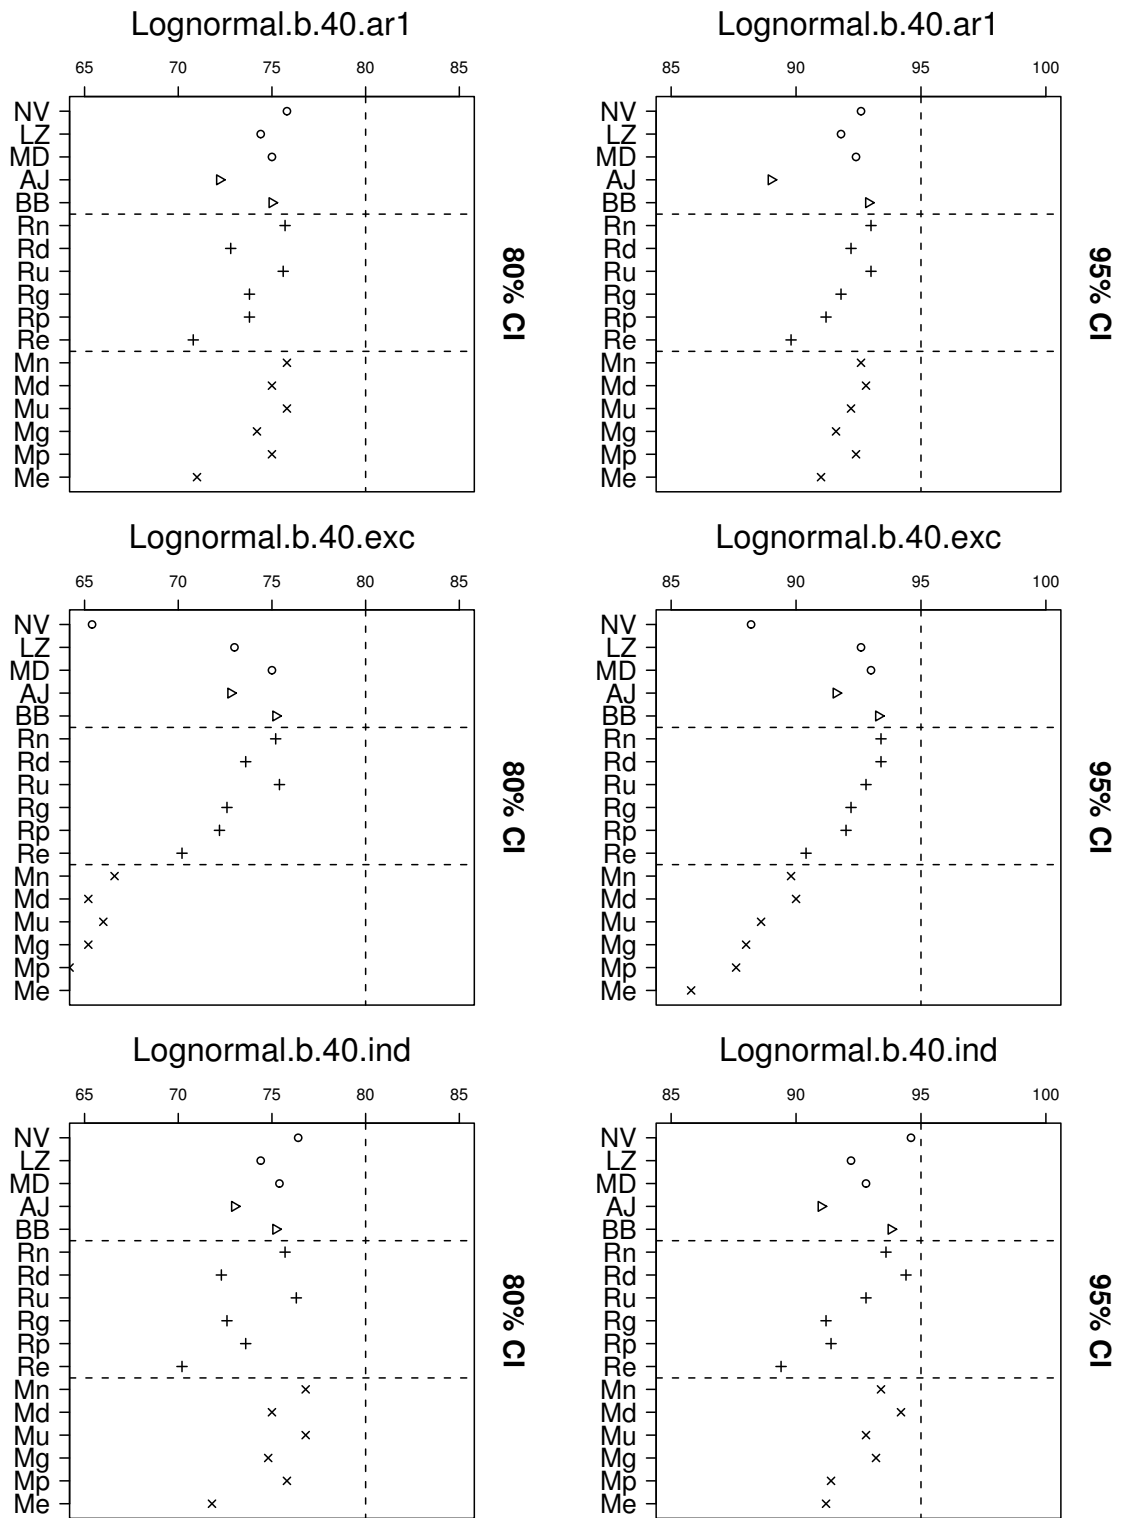 Lognormal.b.40.ar1
65 70 75 80 85
NV
LZ
MD
AJ
BB
Rn
Rd
Ru
Rg
Rp
Re
Mn
Md
Mu
Mg
Mp
Me
80% CI
Lognormal.b.40.ar1
85 90 95 100
NV
LZ
MD
AJ
BB
Rn
Rd
Ru
Rg
Rp
Re
Mn
Md
Mu
Mg
Mp
Me
95% CI
Lognormal.b.40.exc
65 70 75 80 85
NV
LZ
MD
AJ
BB
Rn
Rd
Ru
Rg
Rp
Re
Mn
Md
Mu
Mg
Mp
Me
80% CI
Lognormal.b.40.exc
85 90 95 100
NV
LZ
MD
AJ
BB
Rn
Rd
Ru
Rg
Rp
Re
Mn
Md
Mu
Mg
Mp
Me
95% CI
Lognormal.b.40.ind
65 70 75 80 85
NV
LZ
MD
AJ
BB
Rn
Rd
Ru
Rg
Rp
Re
Mn
Md
Mu
Mg
Mp
Me
80% CI
Lognormal.b.40.ind
85 90 95 100
NV
LZ
MD
AJ
BB
Rn
Rd
Ru
Rg
Rp
Re
Mn
Md
Mu
Mg
Mp
Me
95% CI